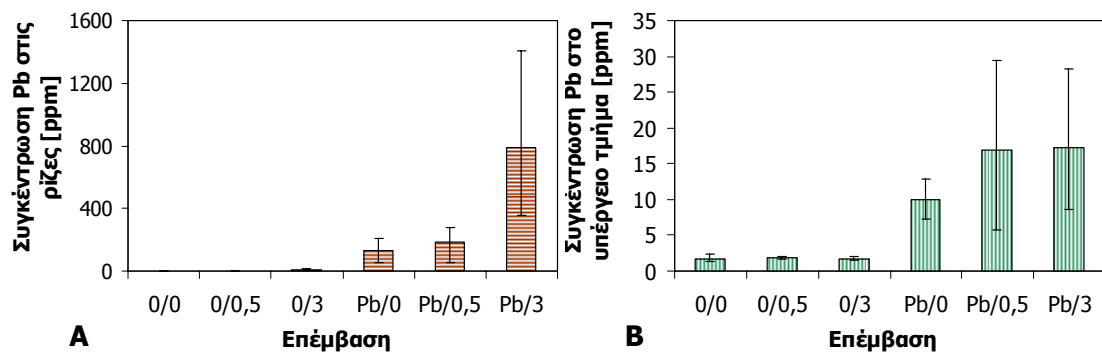 Συγκέντρωση Pb στις
ρίζες [ppm]
1600
1200
800
400
0
0/0 0/0,5 0/3 Pb/0 Pb/0,5 Pb/3
A Επέμβαση
Συγκέντρωση Pb στο
υπέργειο τμήμα [ppm]
35
30
25
20
15
10
5
0
0/0 0/0,5 0/3 Pb/0 Pb/0,5 Pb/3
B Επέμβαση